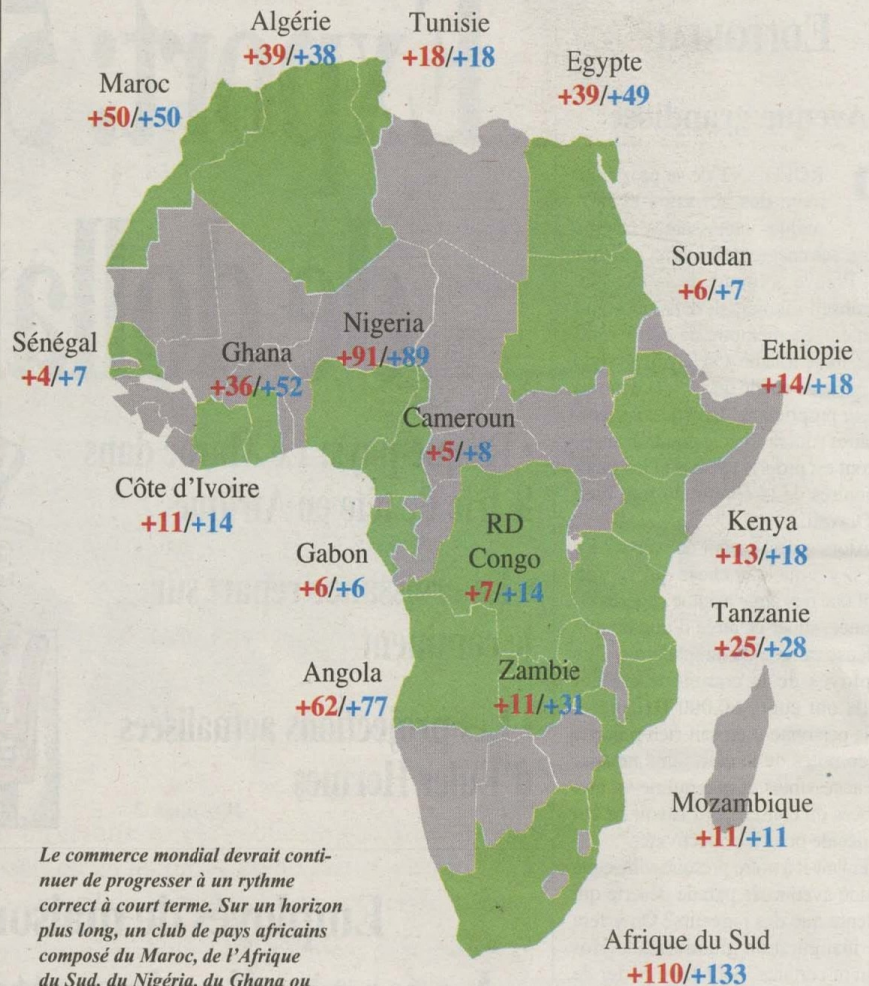 Algérie
+39/+38
Tunisie
+18/+18
Maroc
+50/+50
Egypte
+39/+49
Soudan
+6/+7
Sénégal
+4/+7
Ghana
+36/+52
Nigeria
+91/+89
Ethiopie
+14/+18
Cameroun
+5/+8
Côte d'Ivoire
+11/+14
Gabon
+6/+6
RD
Congo
+7/+14
Kenya
+13/+18
Tanzanie
+25/+28
Angola
+62/+77
Zambie
+11/+31
Mozambique
+11/+11
Afrique du Sud
+110/+133
Le commerce mondial devrait conti-
nuer de progresser à un rythme
correct à court terme. Sur un horizon
plus long, un club de pays africains
composé du Maroc, de l'Afrique
du Sud, du Nigéria, du Ghana ou